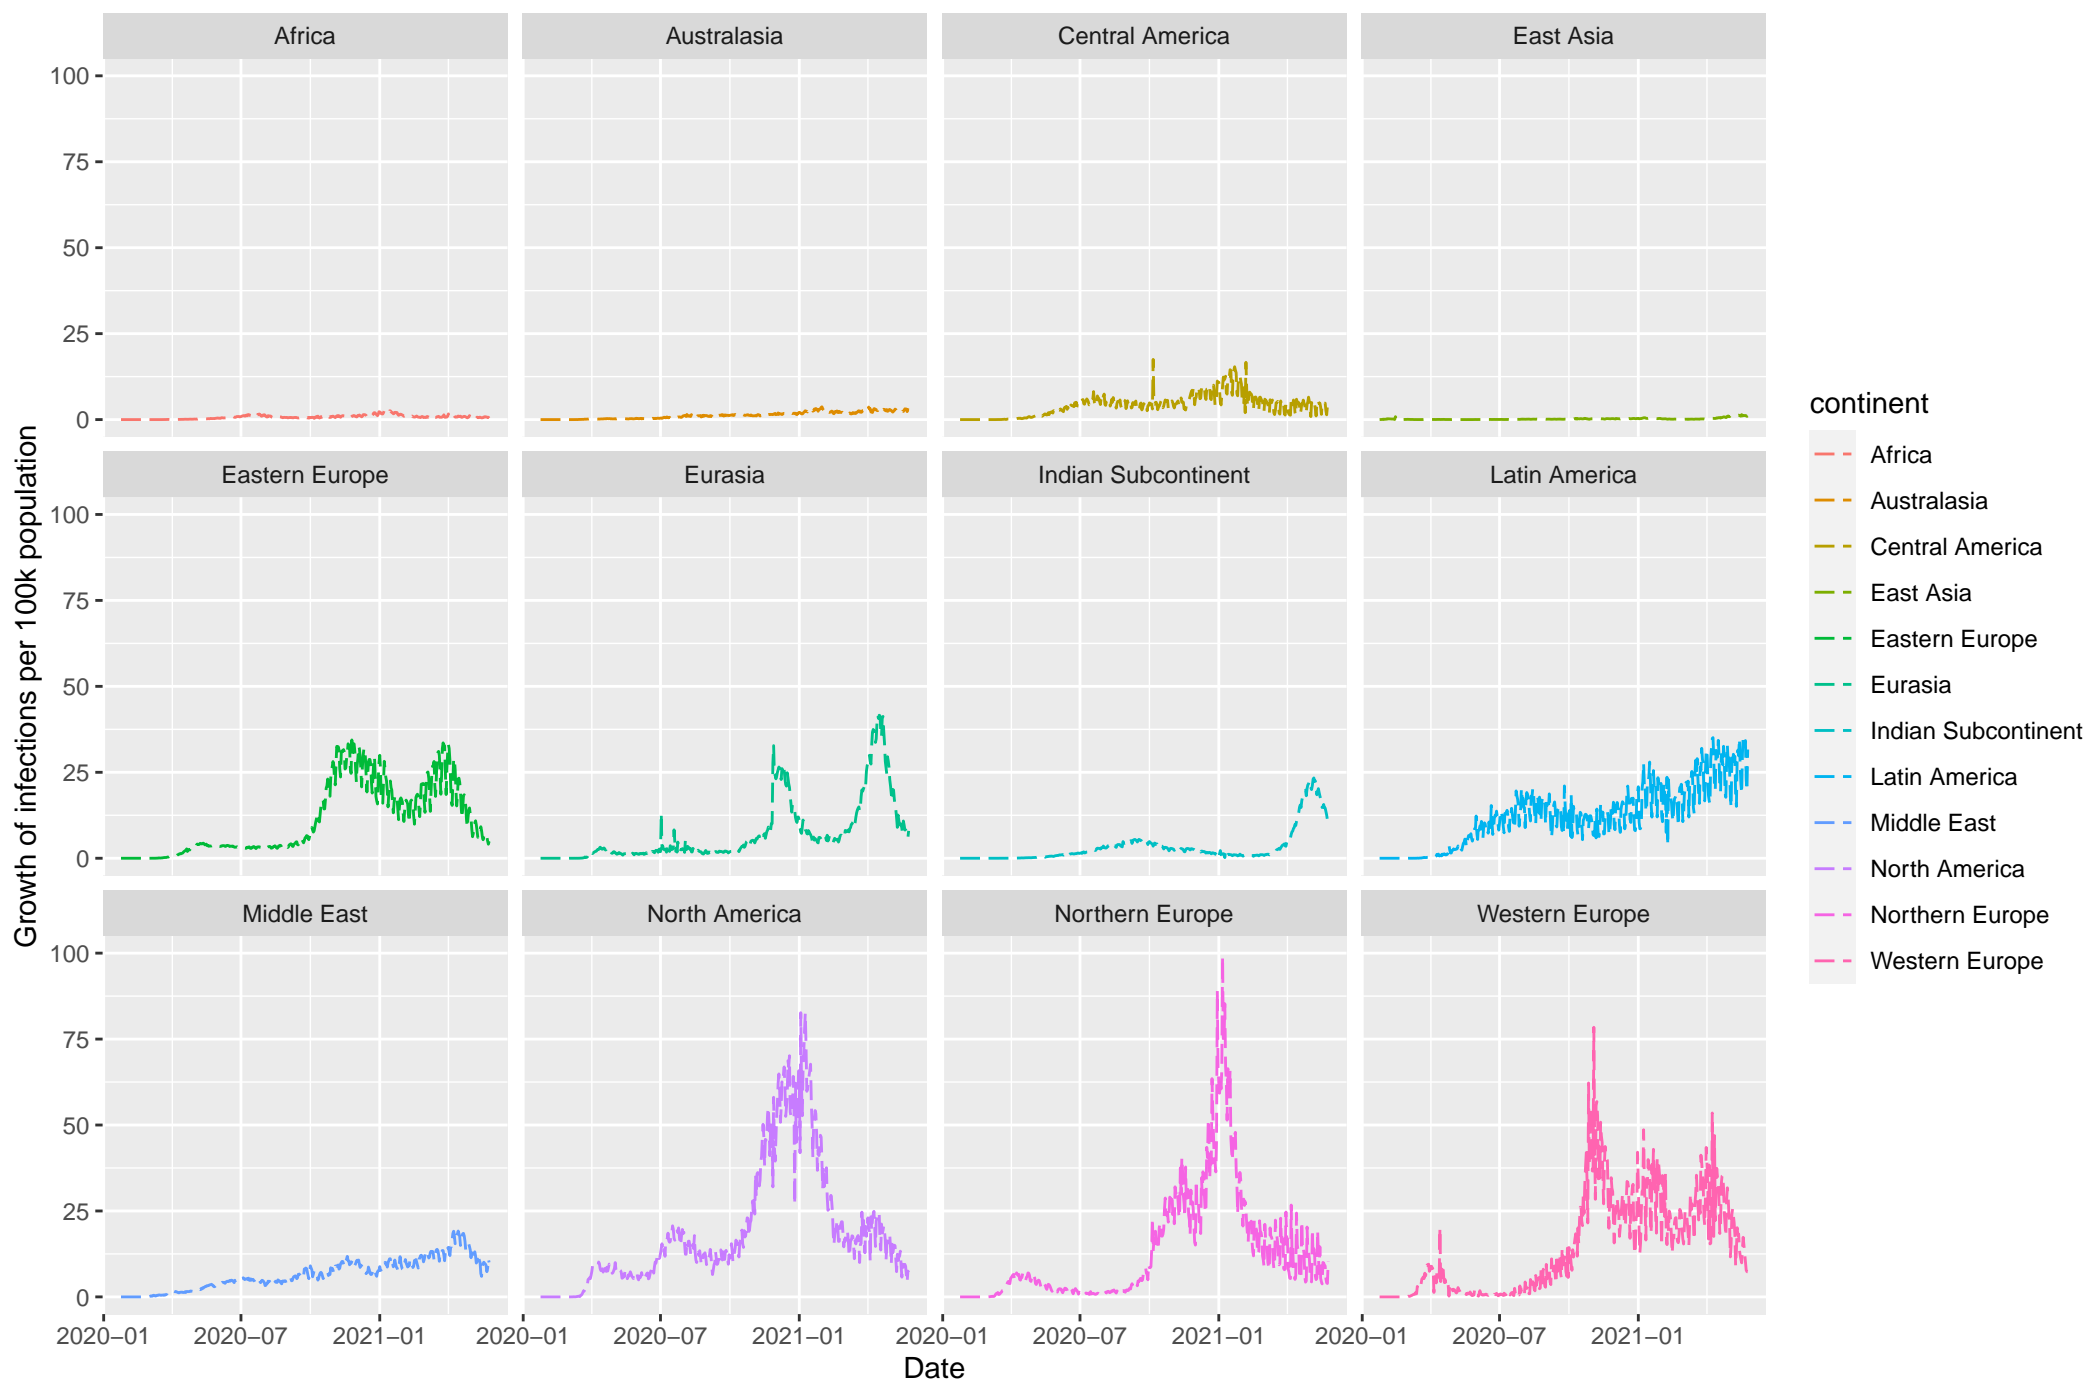 Africa
Australasia
Central America
East Asia
100
75
50
25
0
Eastern Europe
Eurasia
Indian Subcontinent
Latin America
100
75
50
25
0
Middle East
North America
Northern Europe
Western Europe
100
75
50
25
0
2020–01
2020–07
2021–01
2020–01
2020–07
2021–01
2020–01
2020–07
2021–01
2020–01
2020–07
2021–01
Date
Growth of infections per 100k population
continent
Africa
Australasia
Central America
East Asia
Eastern Europe
Eurasia
Indian Subcontinent
Latin America
Middle East
North America
Northern Europe
Western Europe